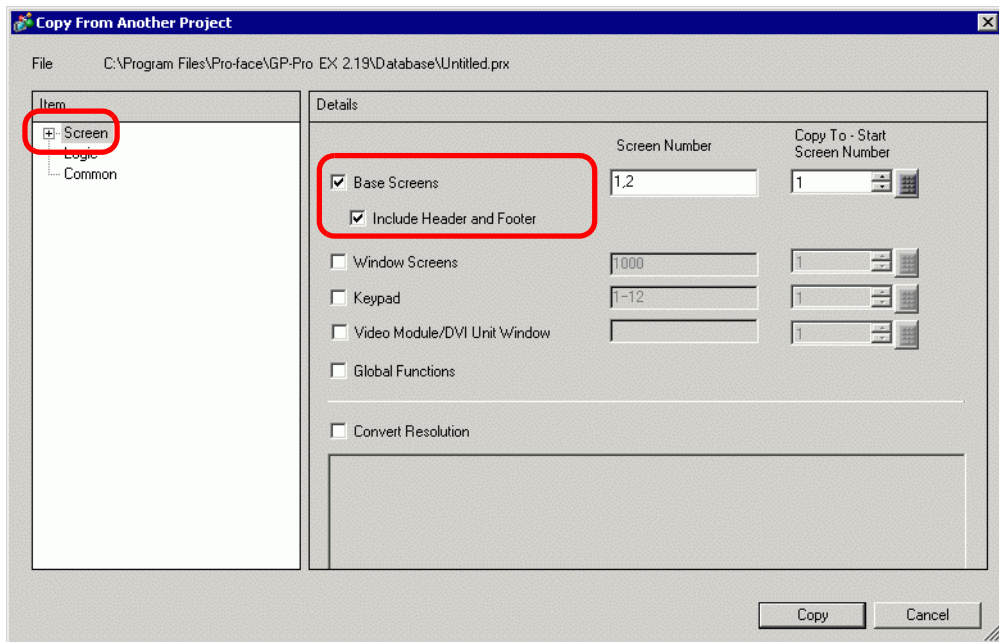 Copy From Another Project
File C:\Program Files\Pro-face\GP-Pro EX 2.19\Database\Untitled.prx
Item
Screen
Logic
Common
Details
Screen Number
Copy To - Start
Screen Number
Base Screens 1,2 1
Include Header and Footer
Window Screens 1000 1
Keypad 1-12 1
Video Module/DVI Unit Window 1
Global Functions
Convert Resolution
Copy Cancel